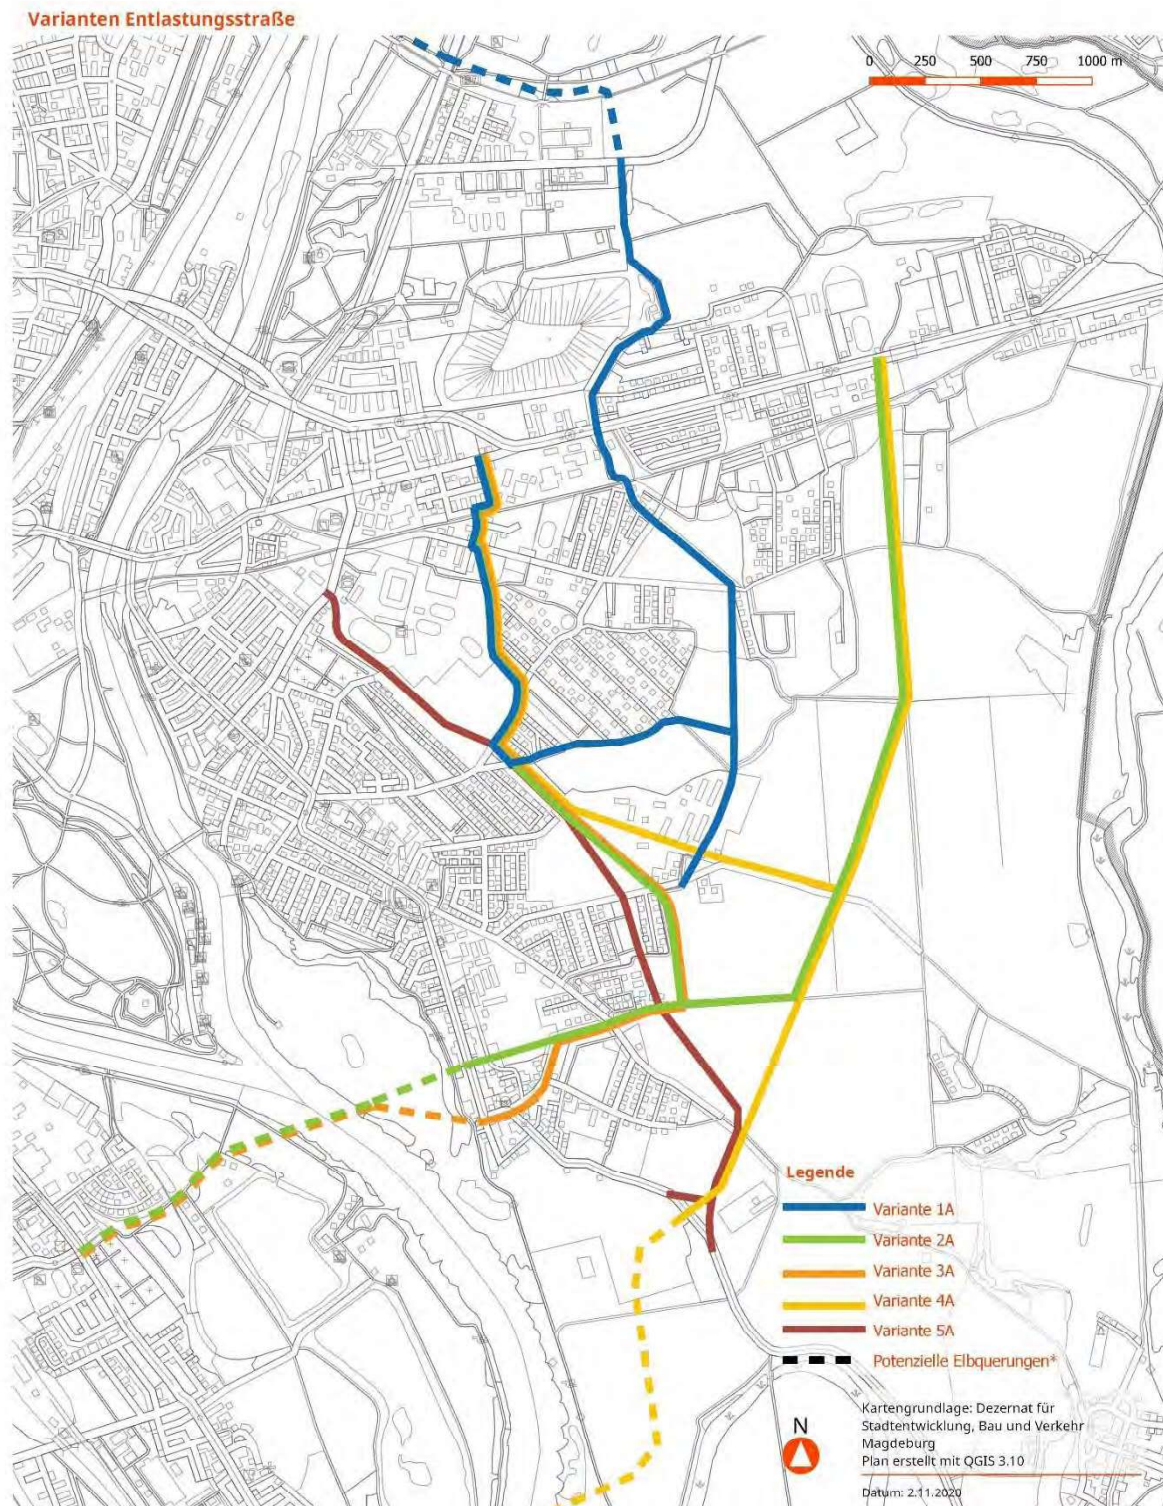 Varianten Entlastungsstraße
0 250 500 750 1000 m
Legende
Variante 1A
Variante 2A
Variante 3A
Variante 4A
Variante 5A
Potenzielle Elbquerungen*
N
Kartengrundlage: Dezernat für
Stadtentwicklung, Bau und Verkehr
Magdeburg
Plan erstellt mit QGIS 3.10
Datum: 2.11.2020